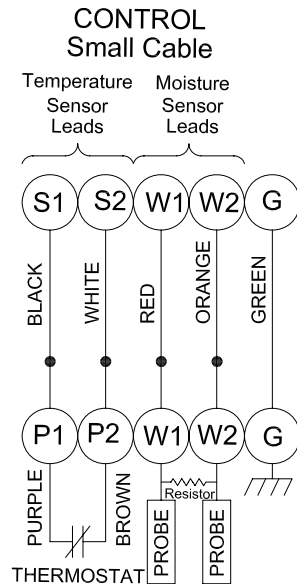 CONTROL
Small Cable
Temperature Sensor Leads
Moisture Sensor Leads
S1 S2 W1 W2 G
BLACK WHITE RED ORANGE GREEN
P1 P2 W1 W2 G
PURPLE BROWN
Resistor
PROBE PROBE
THERMOSTAT